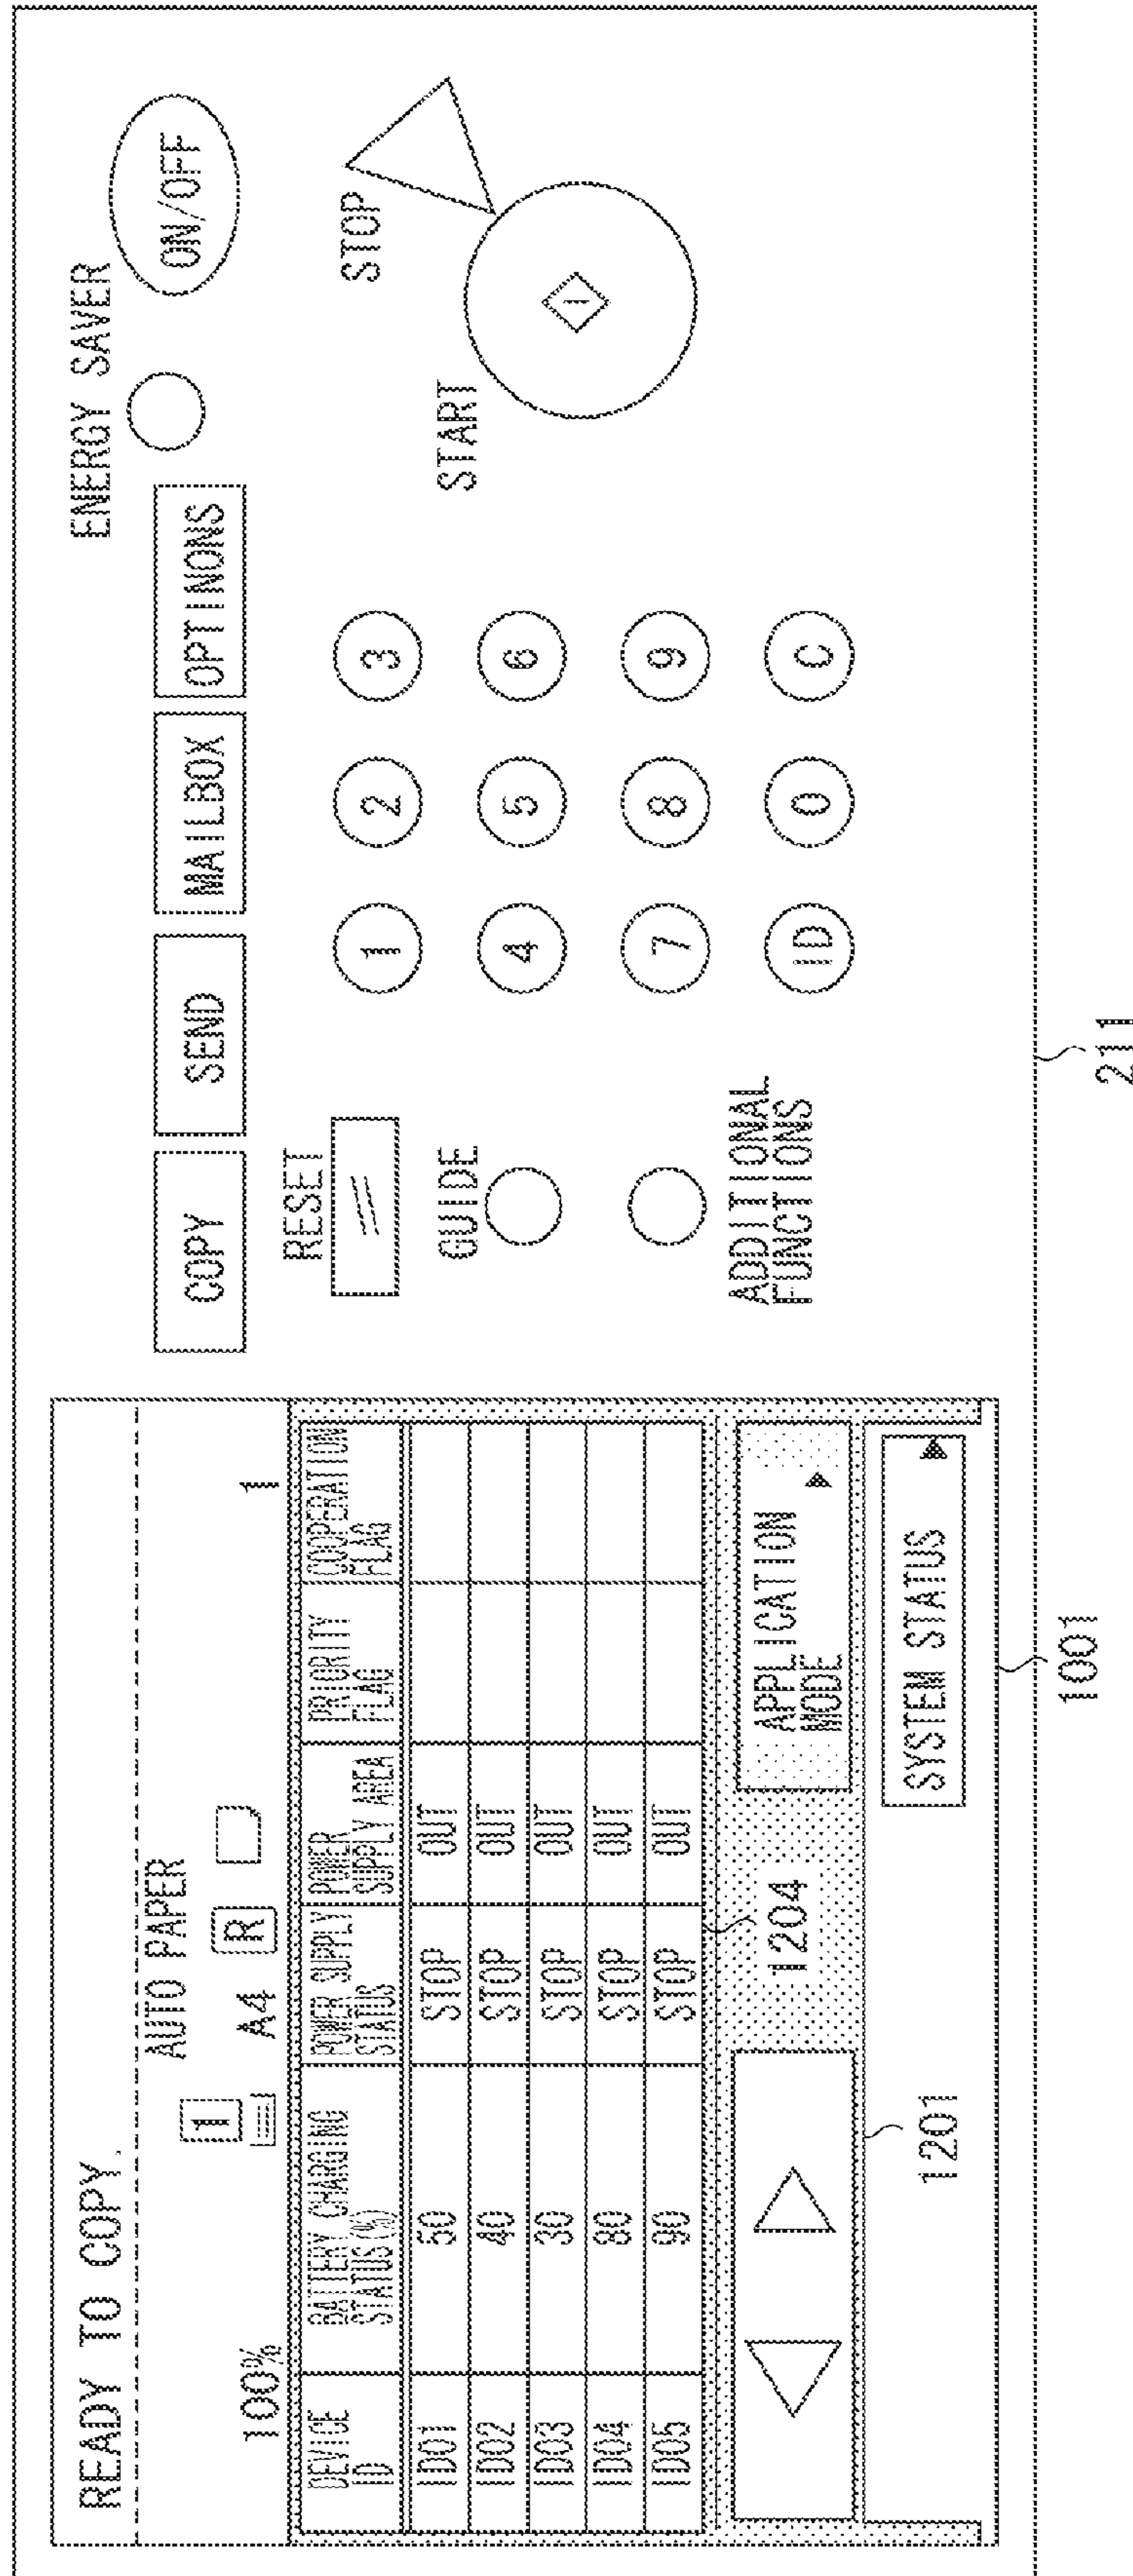 READY TO COPY.
AUTO PAPER
100% 1 A4 R 1
DEVICE ID
BATTERY CHARGING STATUS(%)
POWER SUPPLY STATUS
POWER SUPPLY AREA
PRIORITY FLAG
COOPERATION FLAG
ID01 50 STOP OUT
ID02 40 STOP OUT
ID03 30 STOP OUT
ID04 80 STOP OUT
ID05 90 STOP OUT
1204
APPLICATION
MODE
1201
SYSTEM STATUS
1001
ENERGY SAVER
ON/OFF
COPY SEND MAILBOX OPTINONS
RESET
STOP
GUIDE
START
ADDITIONAL
FUNCTIONS
1 2 3
4 5 6
7 8 9
ID 0 C
211